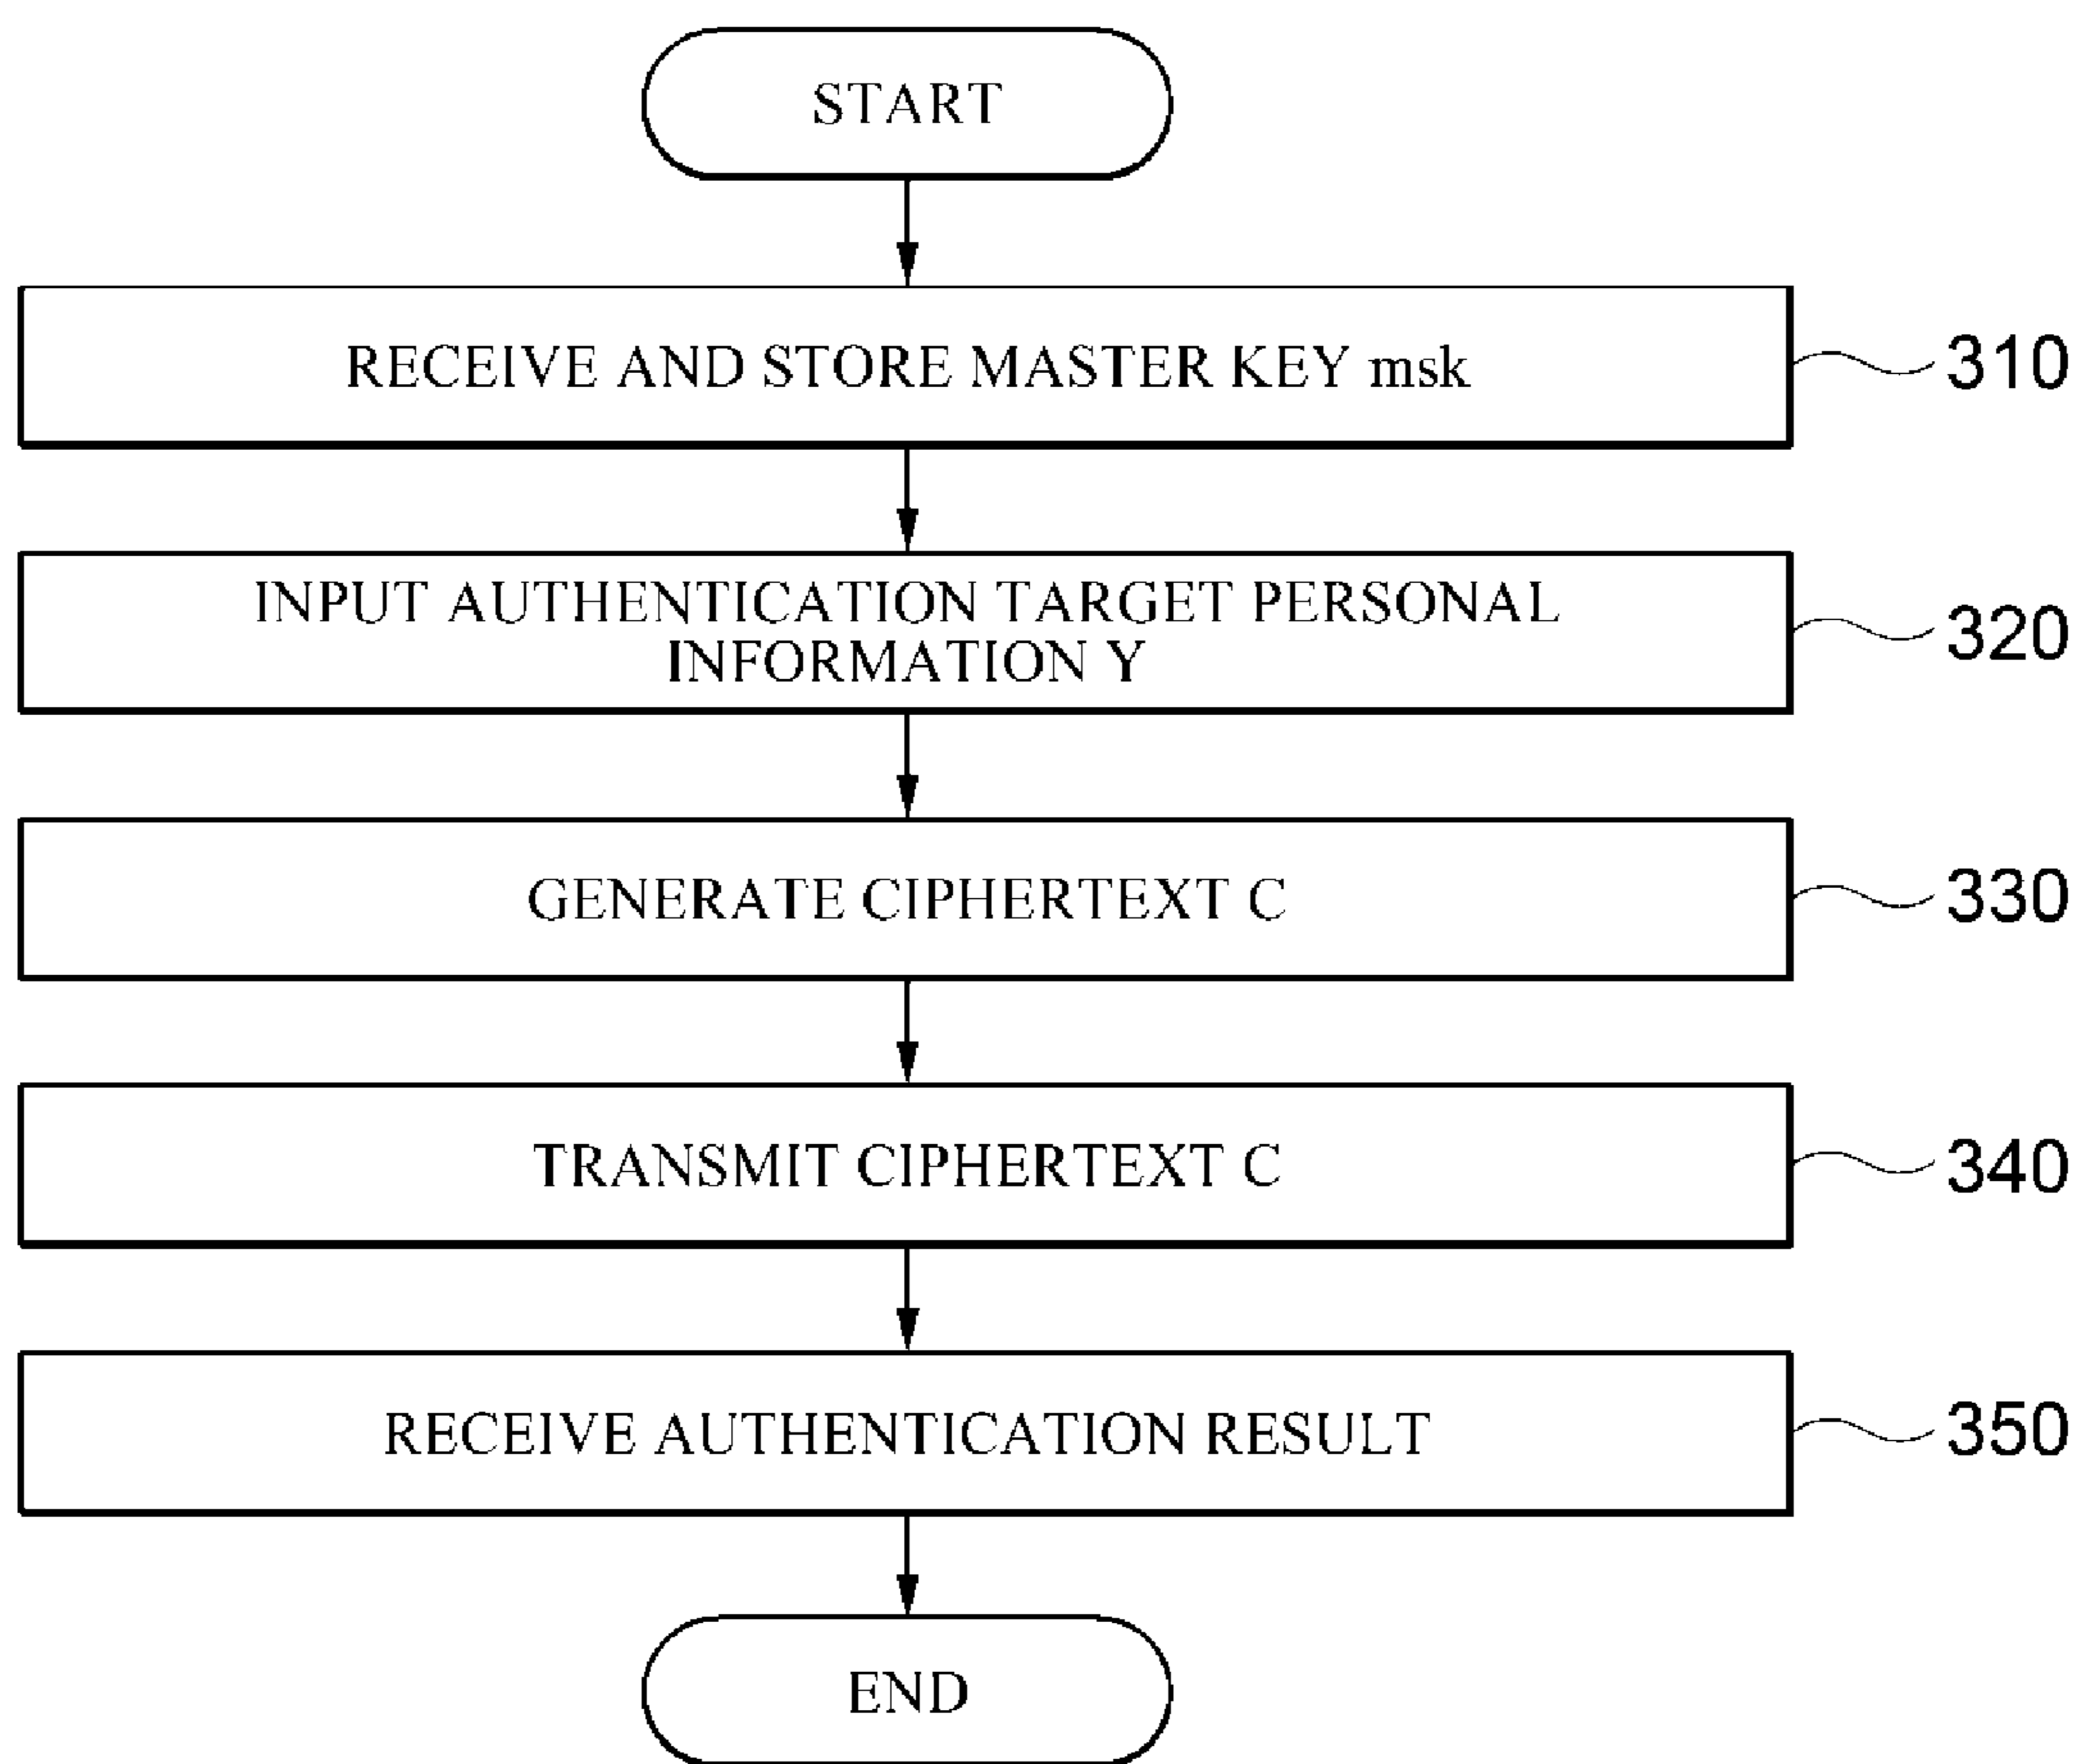 START
RECEIVE AND STORE MASTER KEY msk
310
INPUT AUTHENTICATION TARGET PERSONAL
INFORMATION Y
320
GENERATE CIPHERTEXT C
330
TRANSMIT CIPHERTEXT C
340
RECEIVE AUTHENTICATION RESULT
350
END